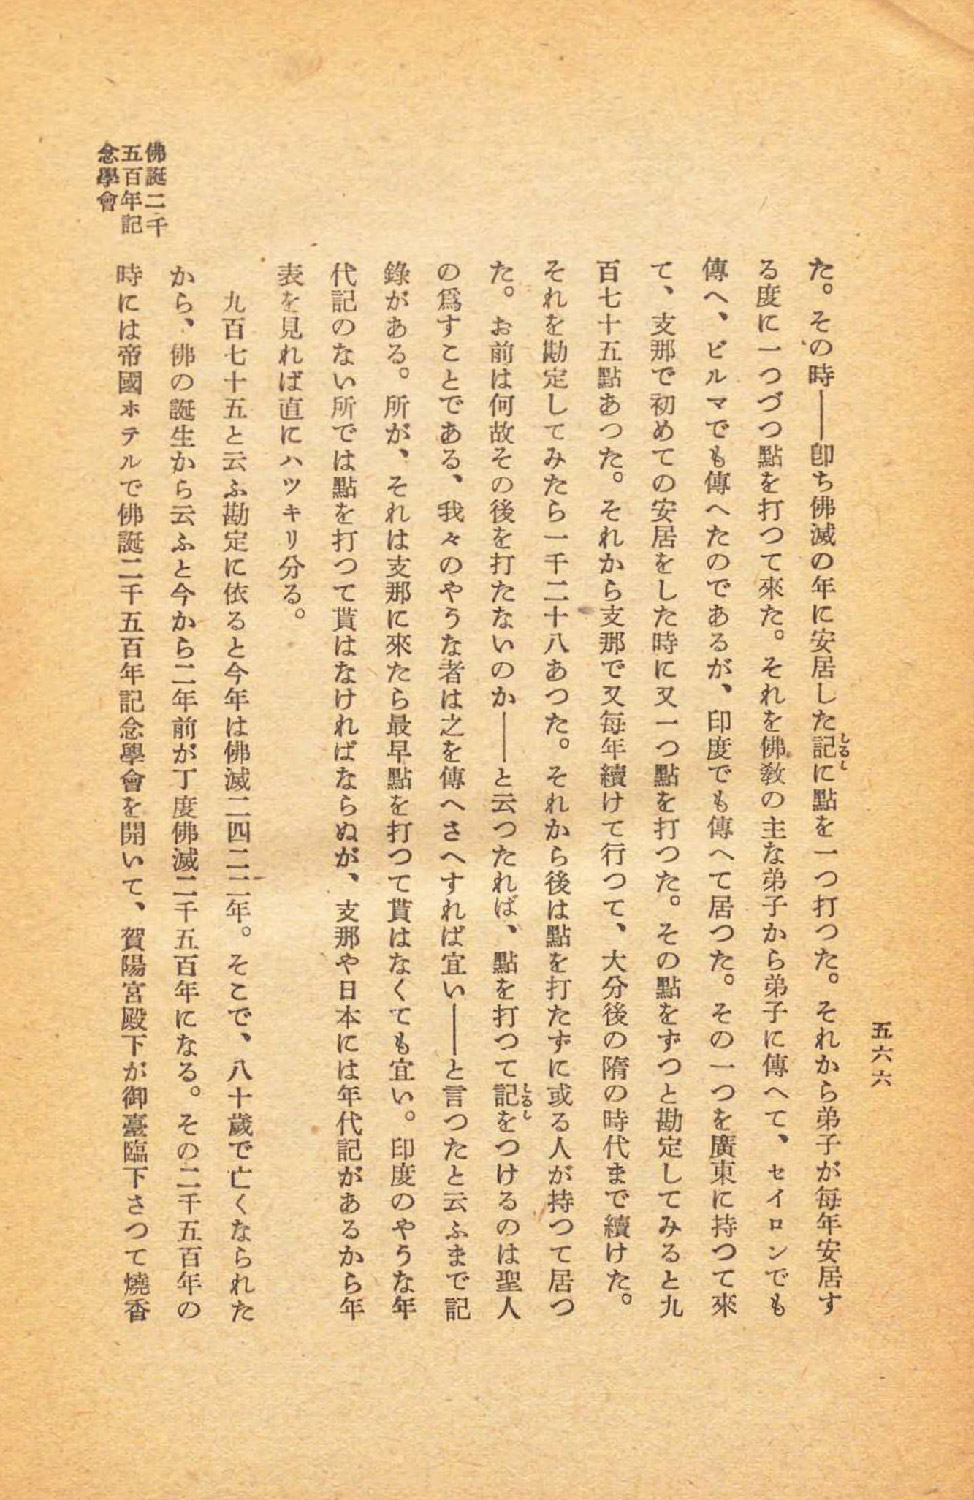 五六六
た。その時――卽ち佛滅の年に安居した記に點を一つ打つた。それから弟子が每年安居す
る度に一つづつ點を打つて來た。それを佛敎の主な弟子から弟子に傳へて、セイロンでも
傳へ、ビルマでも傳へたのであるが、印度でも傳へて居つた。その一つを廣東に持つて來
て、支那で初めての安居をした時に又一つ點を打つた。その點をずつと勘定してみると九
百七十五點あつた。それから支那で又每年續けて行つて、大分後の隋の時代まで續けた。
それを勘定してみたら一千二十八あつた。それから後は點を打たずに或る人が持つて居つ
た。お前は何故その後を打たないのか――と云つたれば、點を打つて記をつけるのは聖人
の爲すことである、我々のやうな者は之を傳へさへすれば宜い――と言つたと云ふまで記
錄がある。所が、それは支那に來たら最早點を打つて貰はなくても宜い。印度のやうな年
代記のない所では點を打つて貰はなければならぬが、支那や日本には年代記があるから年
表を見れば直にハツキリ分る。
九百七十五と云ふ勘定に依ると今年は佛滅二四二二年。そこで、八十歲で亡くなられた
から、佛の誕生から云ふと今から二年前が丁度佛滅二千五百年になる。その二千五百年の
時には帝國ホテルで佛誕二千五百年記念學會を開いて、賀陽宮殿下が御臺臨下さつて燒香
佛誕二千
五百年記
念學會